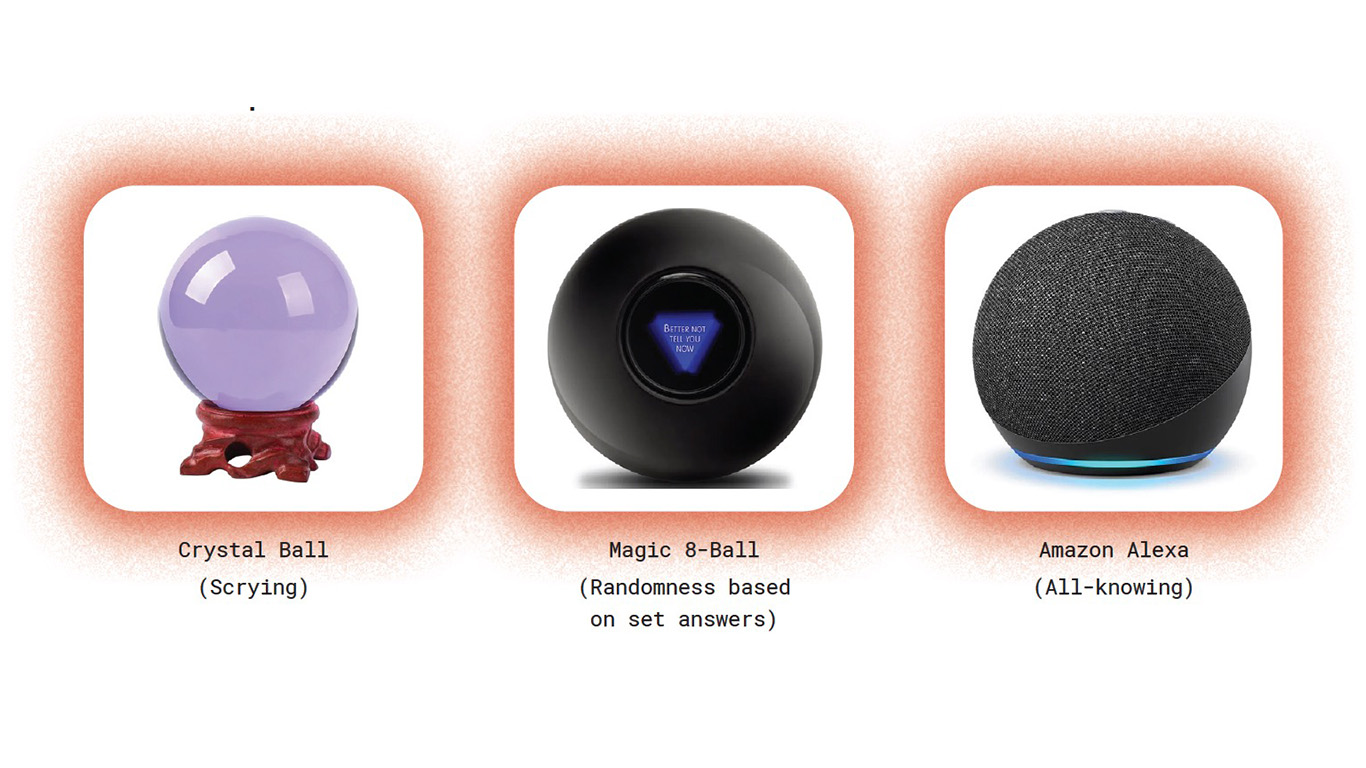 BETTER NOT
TELL YOU
NOW
Crystal Ball
(Scrying)
Magic 8-Ball
(Randomness based
on set answers)
Amazon Alexa
(All-knowing)